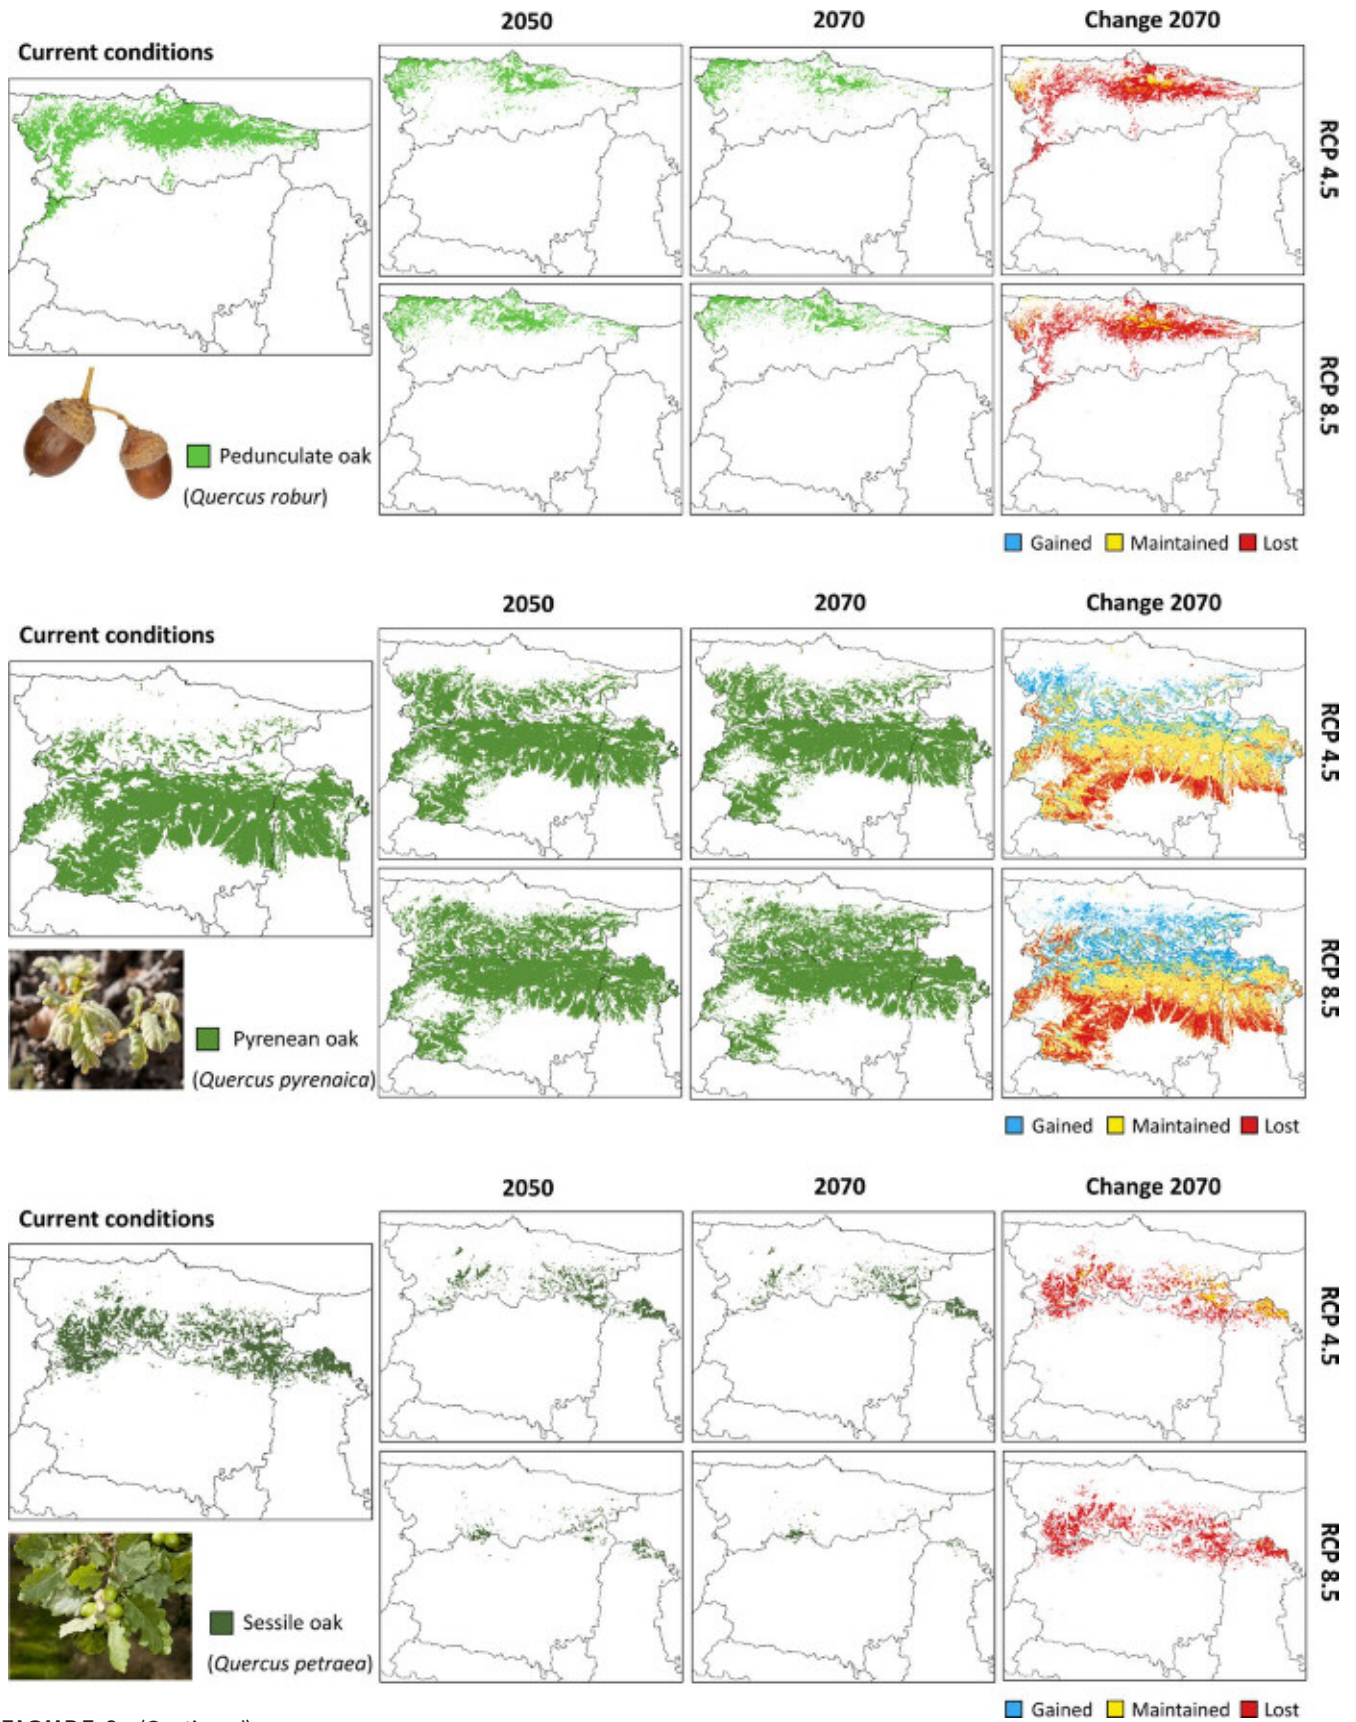 2050
2070
Change 2070
Current conditions
RCP 4.5
RCP 8.5
Pedunculate oak
(Quercus robur)
Gained
Maintained
Lost
2050
2070
Change 2070
Current conditions
RCP 4.5
RCP 8.5
Pyrenean oak
(Quercus pyrenaica)
Gained
Maintained
Lost
2050
2070
Change 2070
Current conditions
RCP 4.5
RCP 8.5
Sessile oak
(Quercus petraea)
Gained
Maintained
Lost